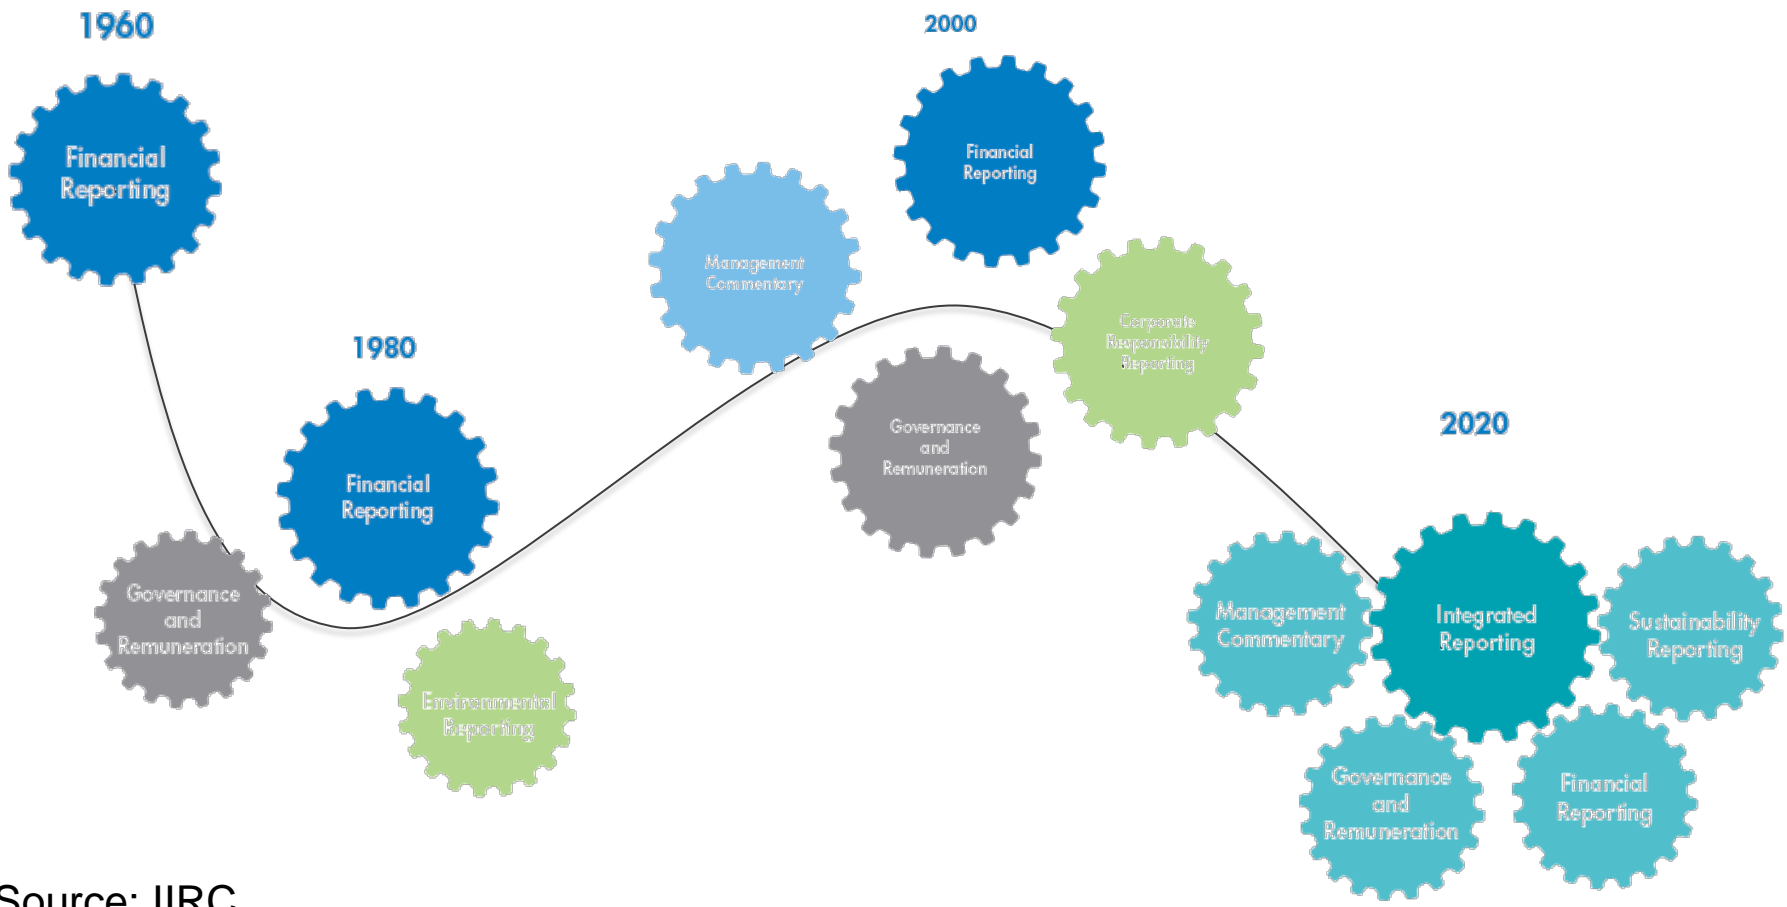 1960
Financial
Reporting
1980
Financial
Reporting
Governance
and
Remuneration
Environmental
Reporting
2000
Financial
Reporting
Management
Commentary
Corporate
Responsibility
Reporting
Governance
and
Remuneration
2020
Management
Commentary
Integrated
Reporting
Sustainability
Reporting
Governance
and
Remuneration
Financial
Reporting
Source: IIRC